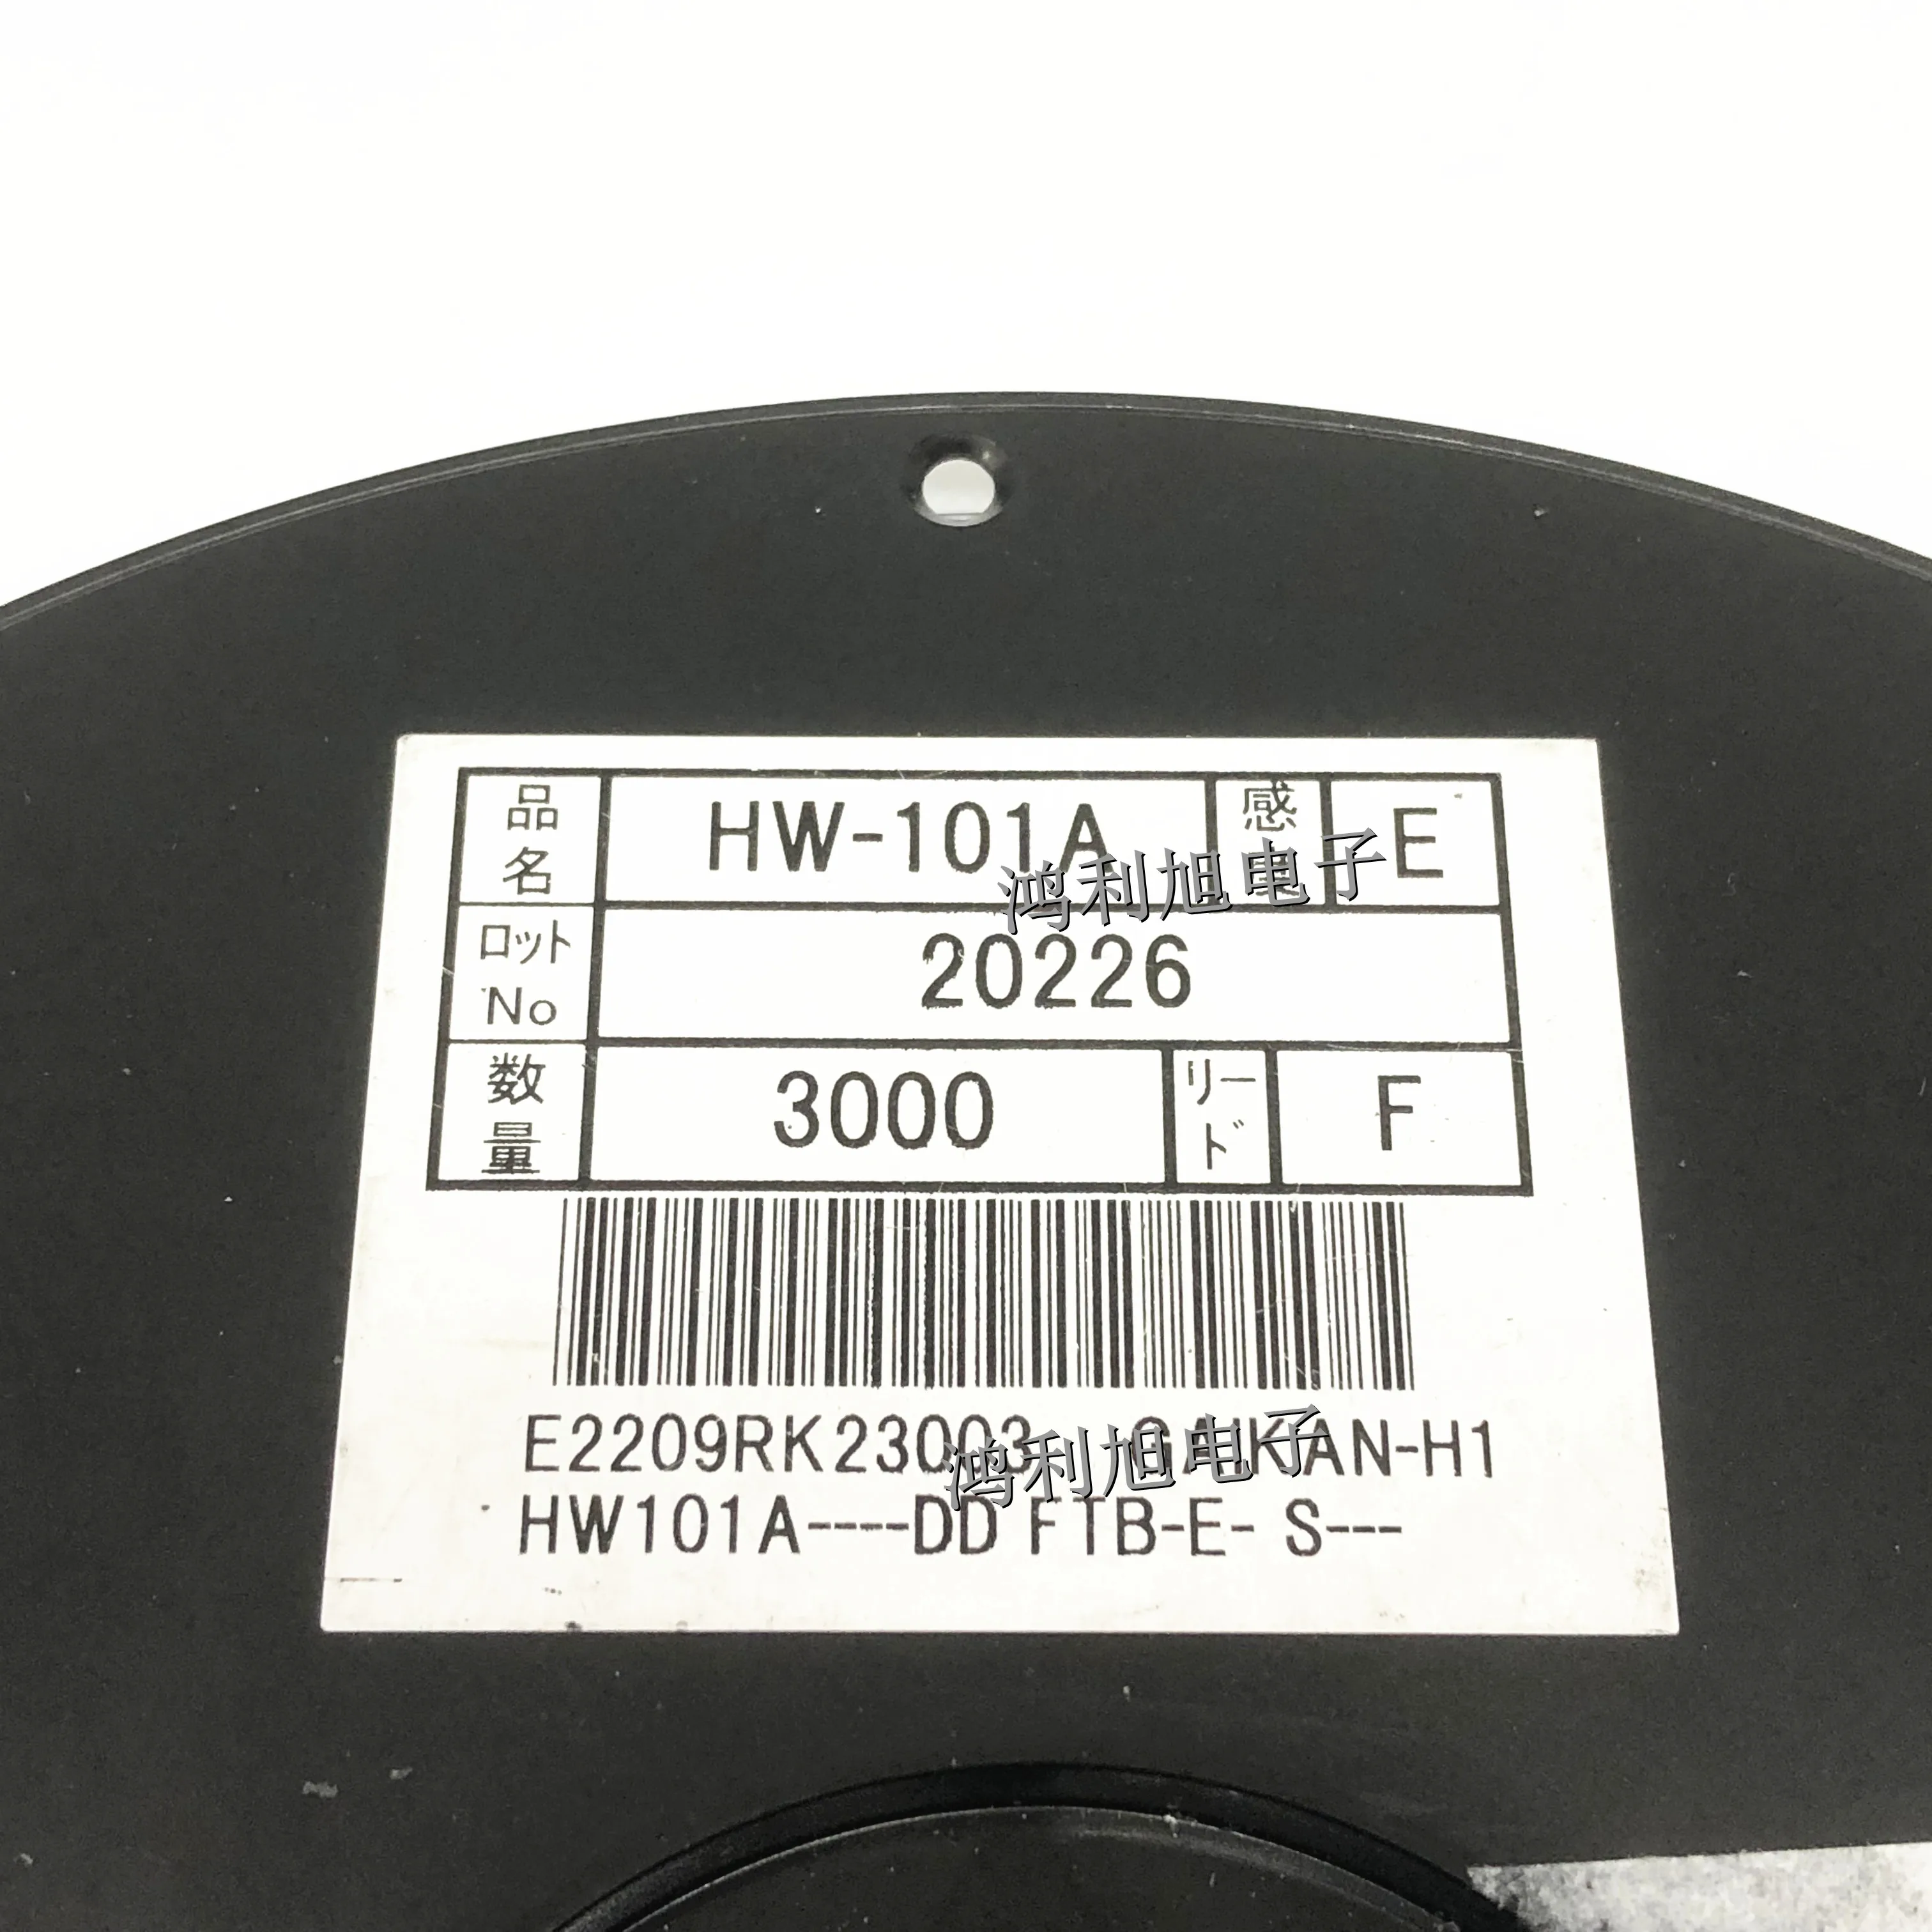 品名 HW-101A 感 E
鸿利旭电子
ロット No 20226
数量 3000 リード F
E2209RK23003 GAIKAN-H1
鸿利旭电子
HW101A----DD FTB-E- S---